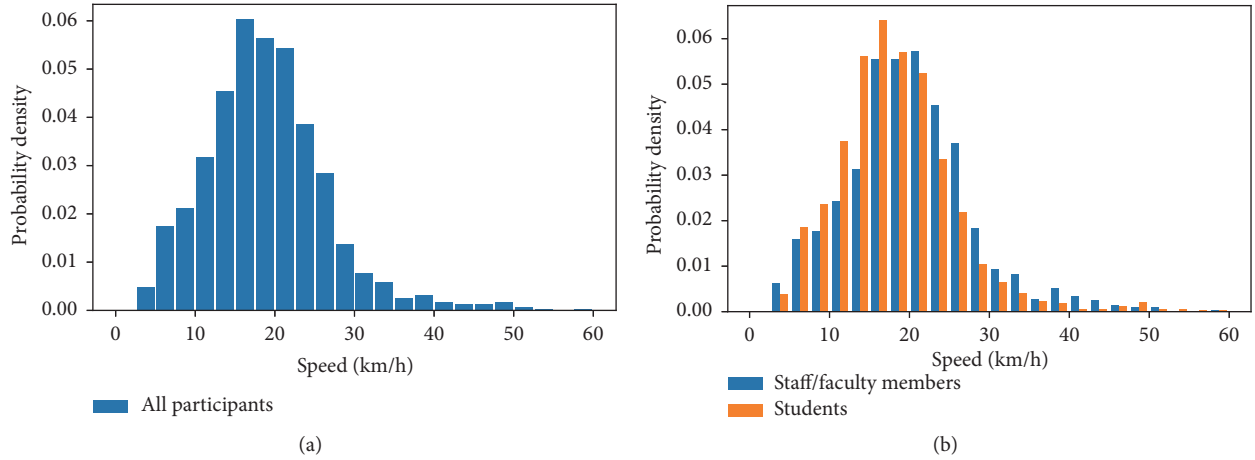 0.06
0.05
0.04
0.03
0.02
0.01
0.00
Probability density
0 10 20 30 40 50 60
Speed (km/h)
All participants
(a)
0.06
0.05
0.04
0.03
0.02
0.01
0.00
Probability density
0 10 20 30 40 50 60
Speed (km/h)
Staff/faculty members
Students
(b)